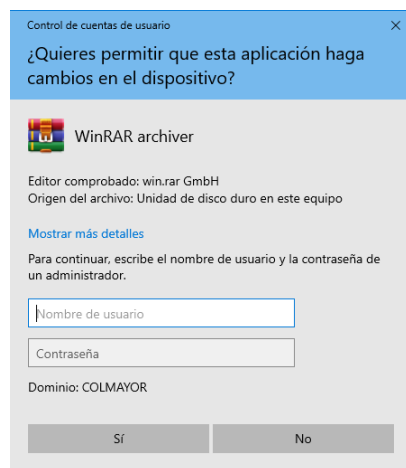 Control de cuentas de usuario
¿Quieres permitir que esta aplicación haga
cambios en el dispositivo?
WinRAR archiver
Editor comprobado: win.rar GmbH
Origen del archivo: Unidad de disco duro en este equipo
Mostrar más detalles
Para continuar, escribe el nombre de usuario y la contraseña de
un administrador.
Nombre de usuario
Contraseña
Dominio: COLMAYOR
Sí
No